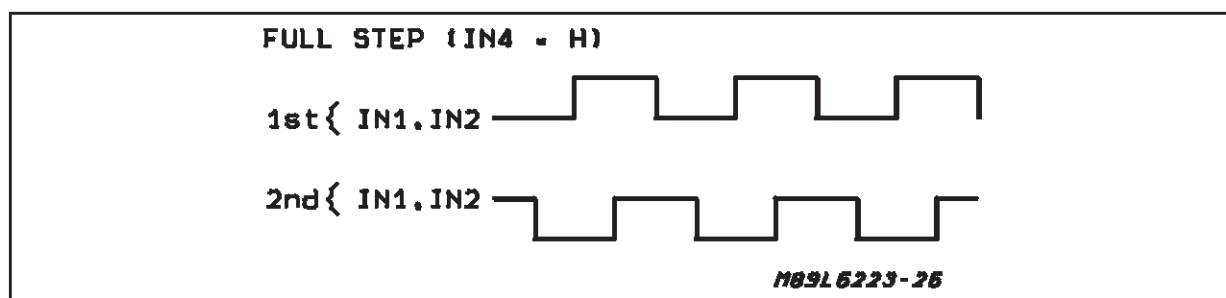 FULL STEP (IN4 = H)
1st{ IN1,IN2
2nd{ IN1,IN2
M89L6223-26